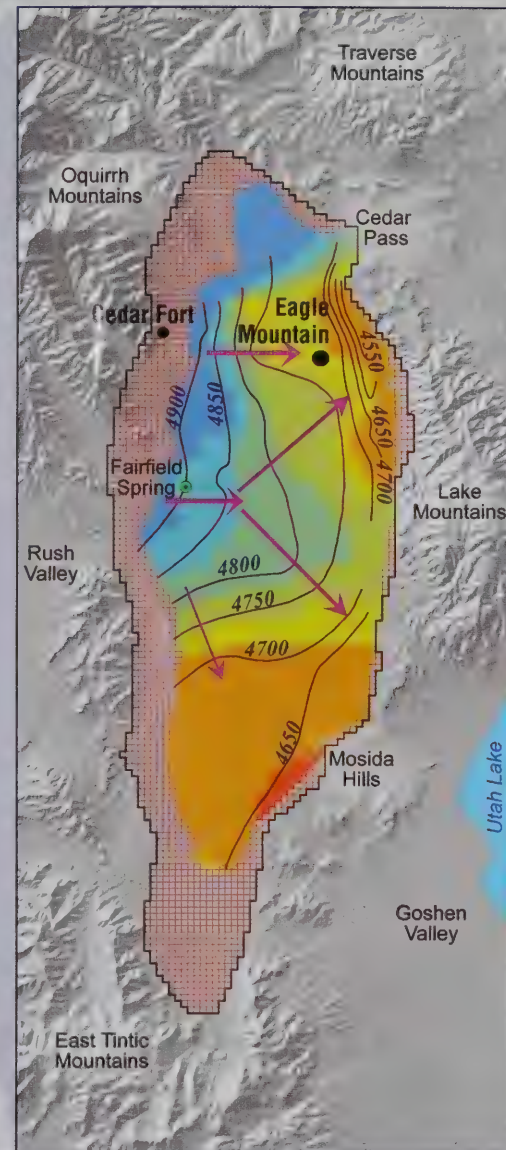 Traverse
Mountains
Oquirrh
Mountains
Cedar
Pass
Cedar Fort
Eagle
Mountain
4550
4900
4850
4650
4700
Fairfield
Spring
Lake
Mountains
Rush
Valley
4800
4750
4700
4650
Mosida
Hills
Utah Lake
Goshen
Valley
East Tintic
Mountains